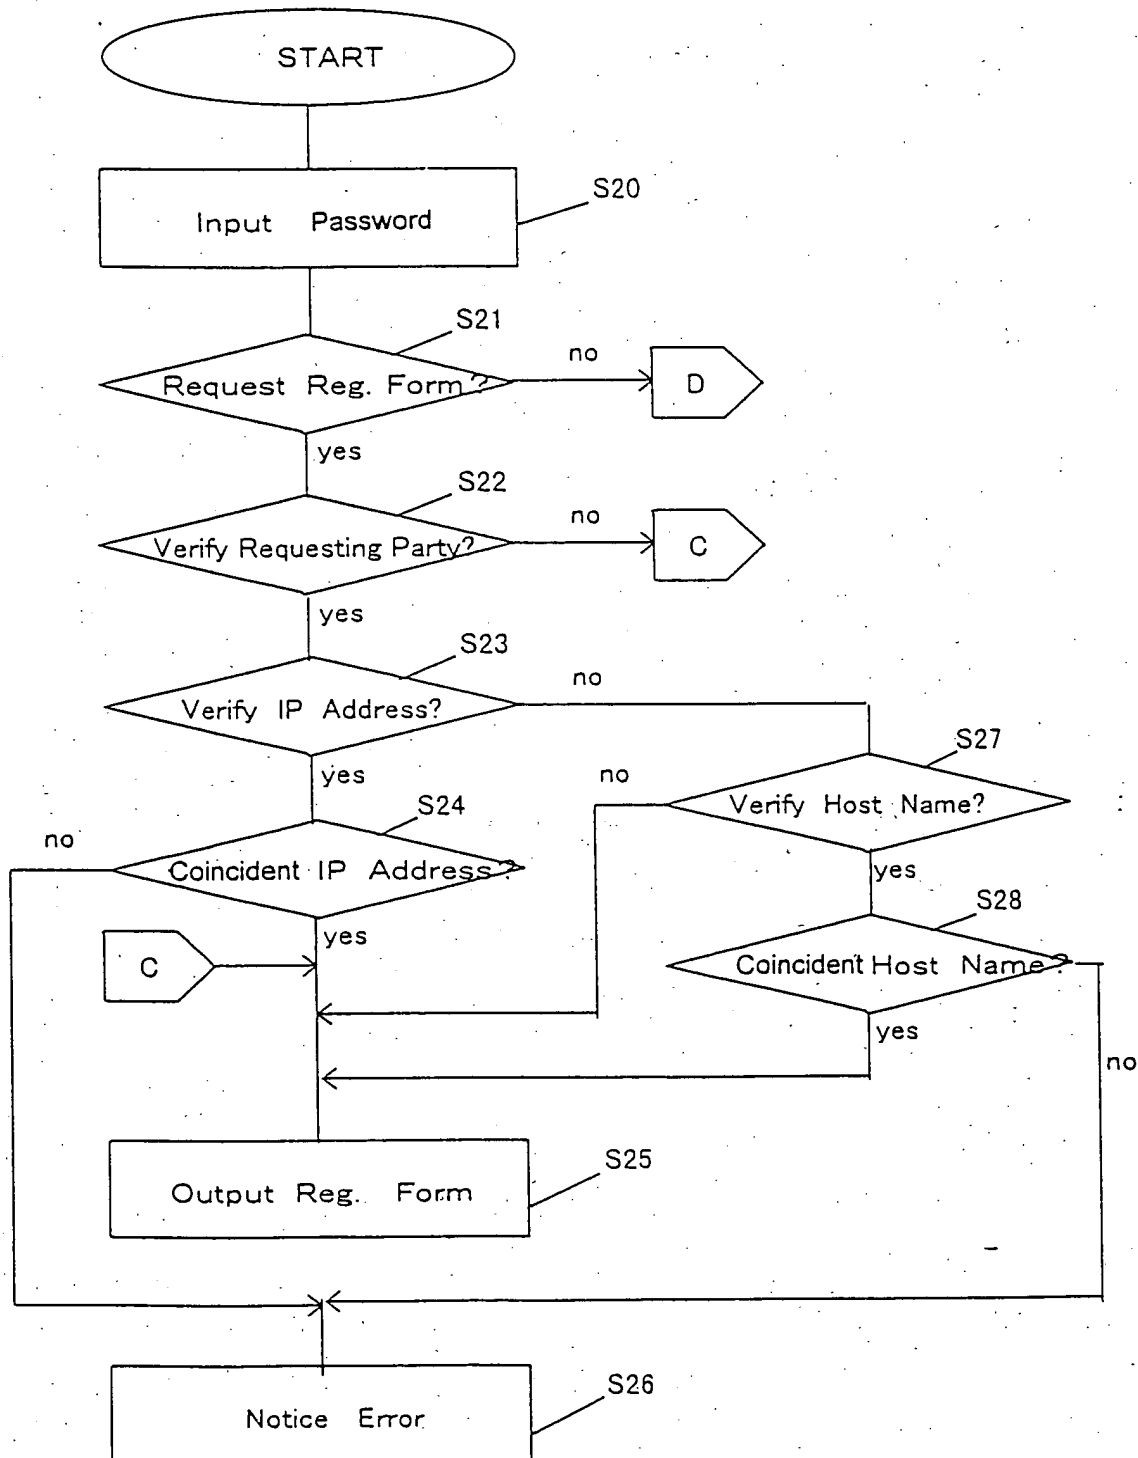 START
Input Password
S20
S21
Request Reg. Form?
no
D
yes
S22
Verify Requesting Party?
no
C
yes
S23
Verify IP Address?
no
yes
S27
Verify Host Name?
no
yes
S24
Coincident IP Address?
no
yes
S28
Coincident Host Name?
C
yes
no
Output Reg. Form
S25
Notice Error
S26